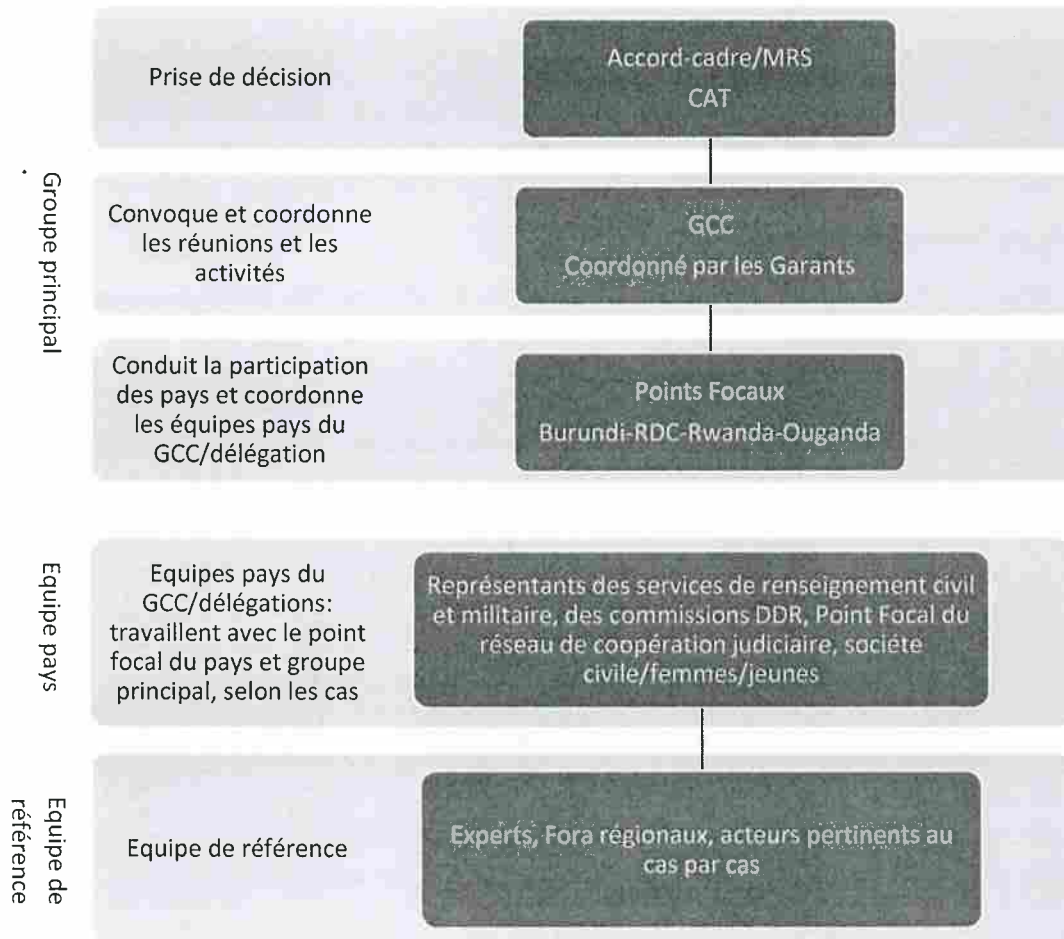 Prise de décision
Accord-cadre/MRS
CAT
Groupe principal
Convoque et coordonne
les réunions et les
activités
GCC
Coordonné par les Garants
Conduit la participation
des pays et coordonne
les équipes pays du
GCC/délégation
Points Focaux
Burundi-RDC-Rwanda-Ouganda
Equipe pays
Equipes pays du
GCC/délégations:
travaillent avec le point
focal du pays et groupe
principal, selon les cas
Représentants des services de renseignement civil
et militaire, des commissions DDR, Point Focal du
réseau de coopération judiciaire, société
civile/femmes/jeunes
Equipe de
référence
Equipe de référence
Experts, Fora régionaux, acteurs pertinents au
cas par cas